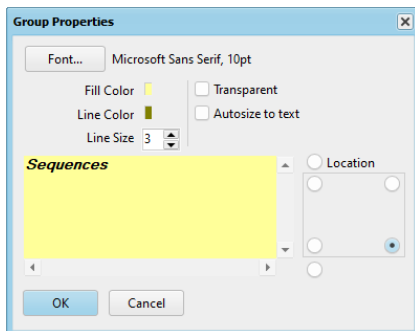 Group Properties
Font... Microsoft Sans Serif, 10pt
Fill Color Transparent
Line Color Autosize to text
Line Size 3
Sequences
Location
OK Cancel